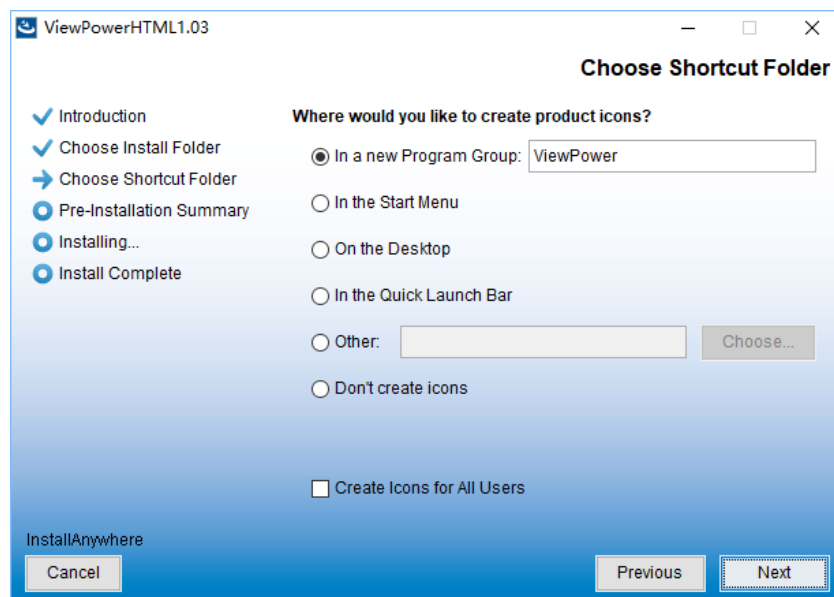 ViewPowerHTML1.03
Choose Shortcut Folder
Introduction
Choose Install Folder
Choose Shortcut Folder
Pre-Installation Summary
Installing...
Install Complete
Where would you like to create product icons?
In a new Program Group: ViewPower
In the Start Menu
On the Desktop
In the Quick Launch Bar
Other: Choose...
Don't create icons
Create Icons for All Users
InstallAnywhere
Cancel Previous Next